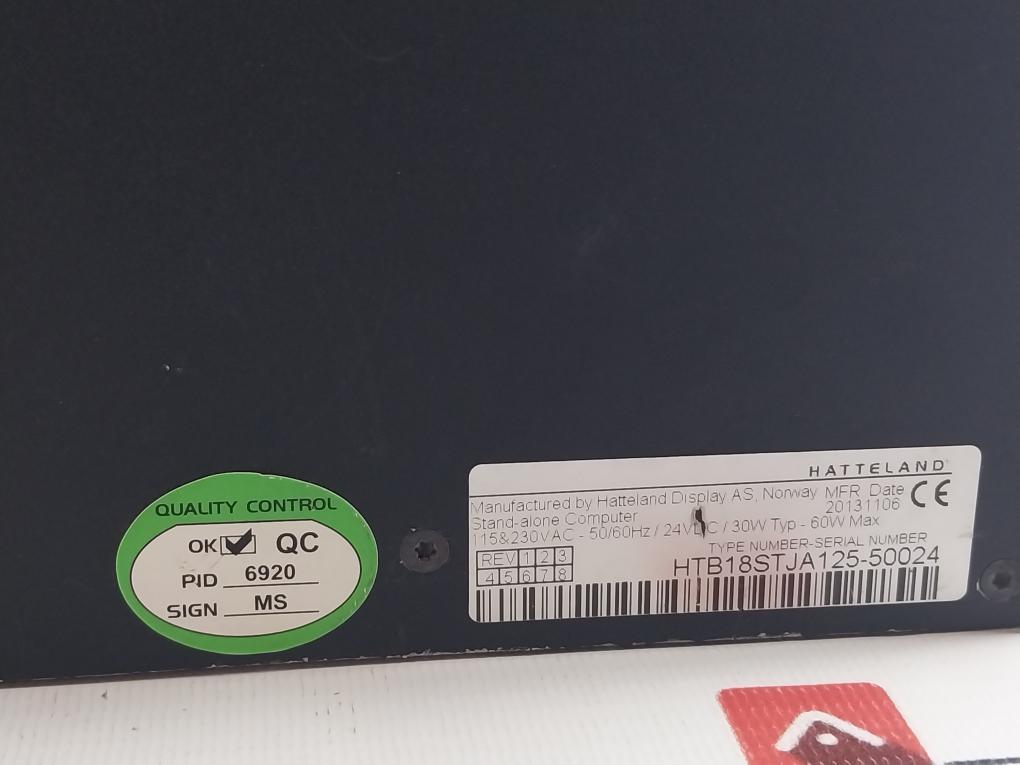 QUALITY CONTROL
OK QC
PID 6920
SIGN MS
HATTELAND®
Manufactured by Hatteland Display AS, Norway MFR Date
20131106
Stand-alone Computer
115&230VAC - 50/60Hz / 24VDC / 30W Typ - 60W Max
TYPE NUMBER-SERIAL NUMBER
REV 1 2 3
4 5 6 7 8
HTB18STJA125-50024
CE